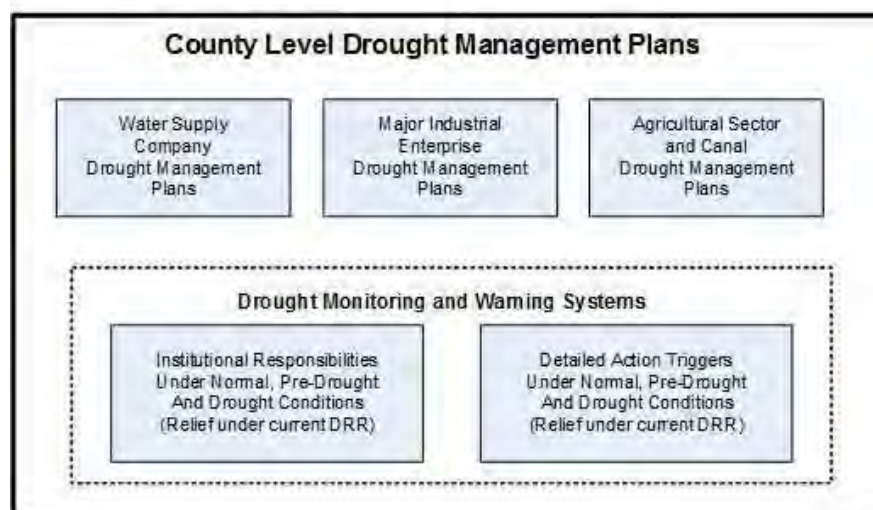 County Level Drought Management Plans
Water Supply
Company
Drought Management
Plans
Major Industrial
Enterprise
Drought Management
Plans
Agricultural Sector
and Canal
Drought Management
Plans
Drought Monitoring and Warning Systems
Institutional Responsibilities
Under Normal, Pre-Drought
And Drought Conditions
(Relief under current DRR)
Detailed Action Triggers
Under Normal, Pre-Drought
And Drought Conditions
(Relief under current DRR)